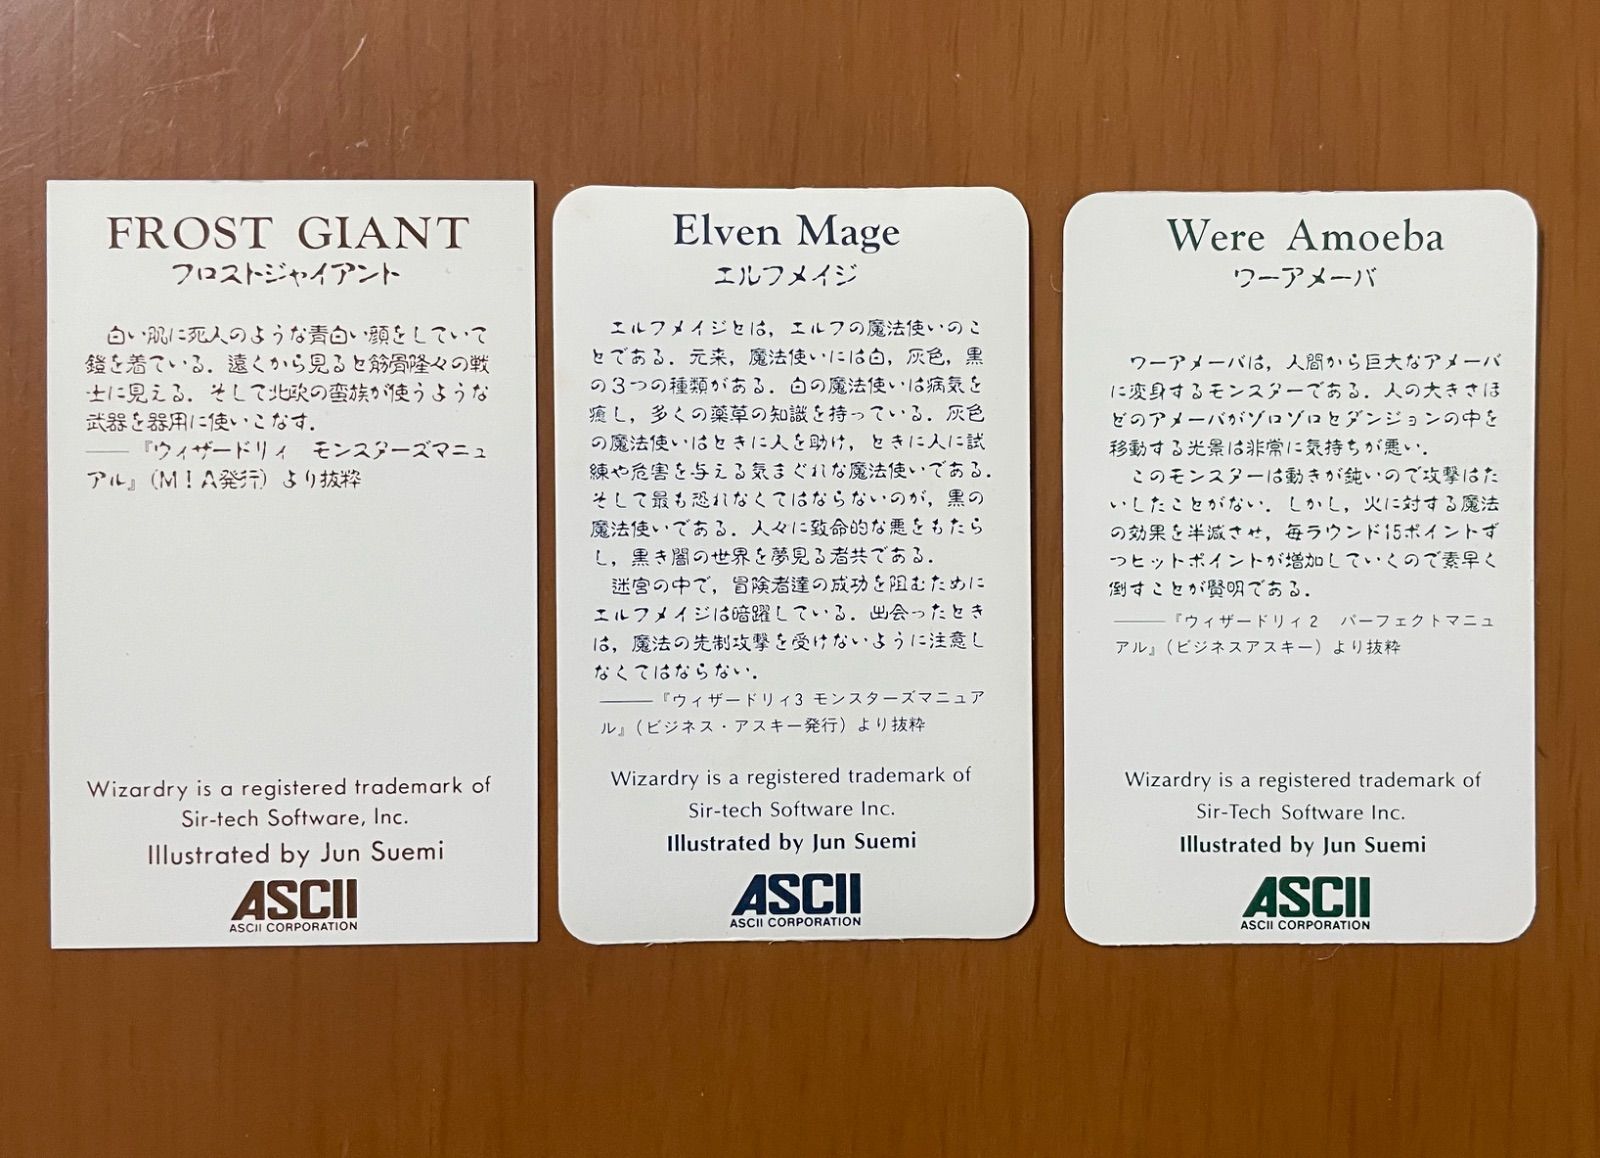 FROST GIANT
フロストジャイアント
白い肌に死人のような青白い顔をしていて
鎧を着ている．遠くから見ると筋骨隆々の戦
士に見える．そして北欧の蛮族が使うような
武器を器用に使いこなす．
――『ウィザードリィ　モンスターズマニュ
アル』（M！A発行）より抜粋
Wizardry is a registered trademark of
Sir-tech Software, Inc.
Illustrated by Jun Suemi
ASCII
ASCII CORPORATION
Elven Mage
エルフメイジ
エルフメイジとは，エルフの魔法使いのこ
とである．元来，魔法使いには白，灰色，黒
の3つの種類がある．白の魔法使いは病気を
癒し，多くの薬草の知識を持っている．灰色
の魔法使いはときに人を助け，ときに人に試
練や危害を与える気まぐれな魔法使いである．
そして最も恐れなくてはならないのが，黒の
魔法使いである．人々に致命的な悪をもたら
し，黒き闇の世界を夢見る者共である．
迷宮の中で，冒険者達の成功を阻むために
エルフメイジは暗躍している．出会ったとき
は，魔法の先制攻撃を受けないように注意し
なくてはならない．
――『ウィザードリィ3 モンスターズマニュア
ル』（ビジネス・アスキー発行）より抜粋
Wizardry is a registered trademark of
Sir-tech Software Inc.
Illustrated by Jun Suemi
ASCII
ASCII CORPORATION
Were Amoeba
ワーアメーバ
ワーアメーバは，人間から巨大なアメーバ
に変身するモンスターである．人の大きさほ
どのアメーバがゾロゾロとダンジョンの中を
移動する光景は非常に気持ちが悪い．
このモンスターは動きが鈍いので攻撃はた
いしたことがない．しかし，火に対する魔法
の効果を半減させ，毎ラウンド15ポイントず
つヒットポイントが増加していくので素早く
倒すことが賢明である．
――『ウィザードリィ2　パーフェクトマニュ
アル』（ビジネスアスキー）より抜粋
Wizardry is a registered trademark of
Sir-Tech Software Inc.
Illustrated by Jun Suemi
ASCII
ASCII CORPORATION